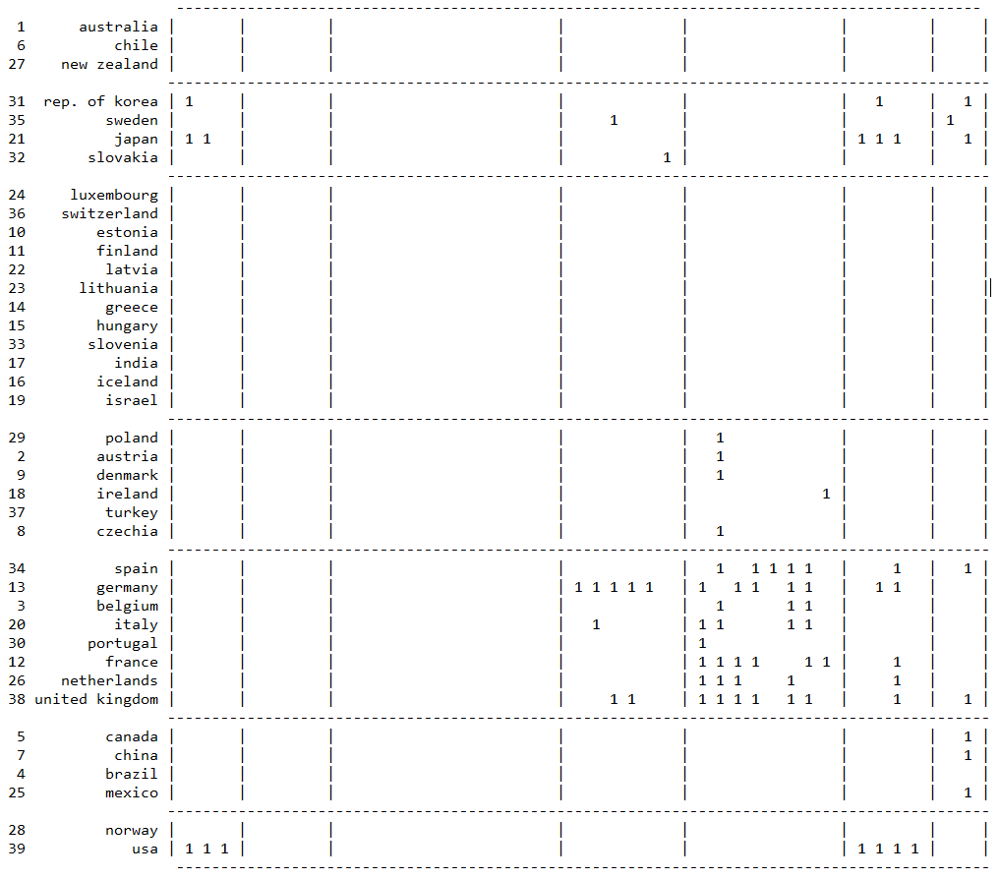 -------------------------------------------------------------------------------------------
1 australia | | | | | | | |
6 chile | | | | | | | |
27 new zealand | | | | | | | |
---------------------------------------------------------------------------------------------
31 rep. of korea | 1 | | | | | 1 | 1 |
35 sweden | | | | 1 | | | 1 |
21 japan | 1 1 | | | | | 1 1 1 | 1 |
32 slovakia | | | | 1 | | | |
---------------------------------------------------------------------------------------------
24 luxembourg | | | | | | | |
36 switzerland | | | | | | | |
10 estonia | | | | | | | |
11 finland | | | | | | | |
22 latvia | | | | | | | |
23 lithuania | | | | | | | |
14 greece | | | | | | | |
15 hungary | | | | | | | |
33 slovenia | | | | | | | |
17 india | | | | | | | |
16 iceland | | | | | | | |
19 israel | | | | | | | |
---------------------------------------------------------------------------------------------
29 poland | | | | | 1 | | |
2 austria | | | | | 1 | | |
9 denmark | | | | | 1 | | |
18 ireland | | | | | 1 | | |
37 turkey | | | | | | | |
8 czechia | | | | | 1 | | |
---------------------------------------------------------------------------------------------
34 spain | | | | | 1 1 1 1 1 | 1 | 1 |
13 germany | | | | 1 1 1 1 1 | 1 1 1 1 1 | 1 1 | |
3 belgium | | | | | 1 1 1 | | |
20 italy | | | | 1 | 1 1 1 1 | | |
30 portugal | | | | | 1 | | |
12 france | | | | | 1 1 1 1 1 1 | 1 | |
26 netherlands | | | | | 1 1 1 1 | 1 | |
38 united kingdom | | | | 1 1 | 1 1 1 1 1 1 | 1 | 1 |
---------------------------------------------------------------------------------------------
5 canada | | | | | | | 1 |
7 china | | | | | | | 1 |
4 brazil | | | | | | | |
25 mexico | | | | | | | 1 |
---------------------------------------------------------------------------------------------
28 norway | | | | | | | |
39 usa | 1 1 1 | | | | | 1 1 1 1 | |
--------------------------------------------------------------------------------------------